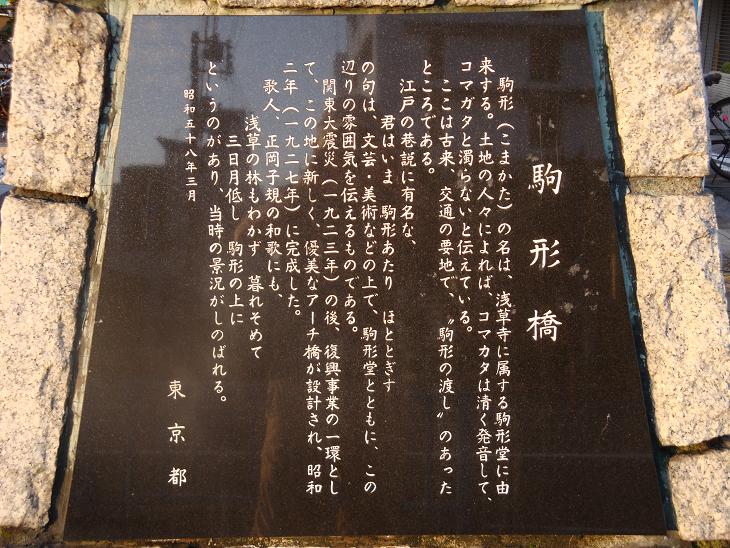 駒形橋
駒形(こまかた)の名は、浅草寺に属する駒形堂に由
来する。土地の人々によれば、コマカタは清く発音して、
コマガタと濁らないと伝えている。
ここは古来、交通の要地で、〝駒形の渡し〟のあった
ところである。
江戸の巷説に有名な、
君はいま 駒形あたり ほととぎす
の句は、文芸・美術などの上で、駒形堂とともに、この
辺りの雰囲気を伝えるものである。
関東大震災(一九二三年)の後、復興事業の一環とし
て、この地に新しく、優美なアーチ橋が設計され、昭和
二年(一九二七年)に完成した。
歌人、正岡子規の和歌にも、
浅草の林もわかず 暮れそめて
三日月低し 駒形の上に
というのがあり、当時の景況がしのばれる。
昭和五十八年三月
東京都